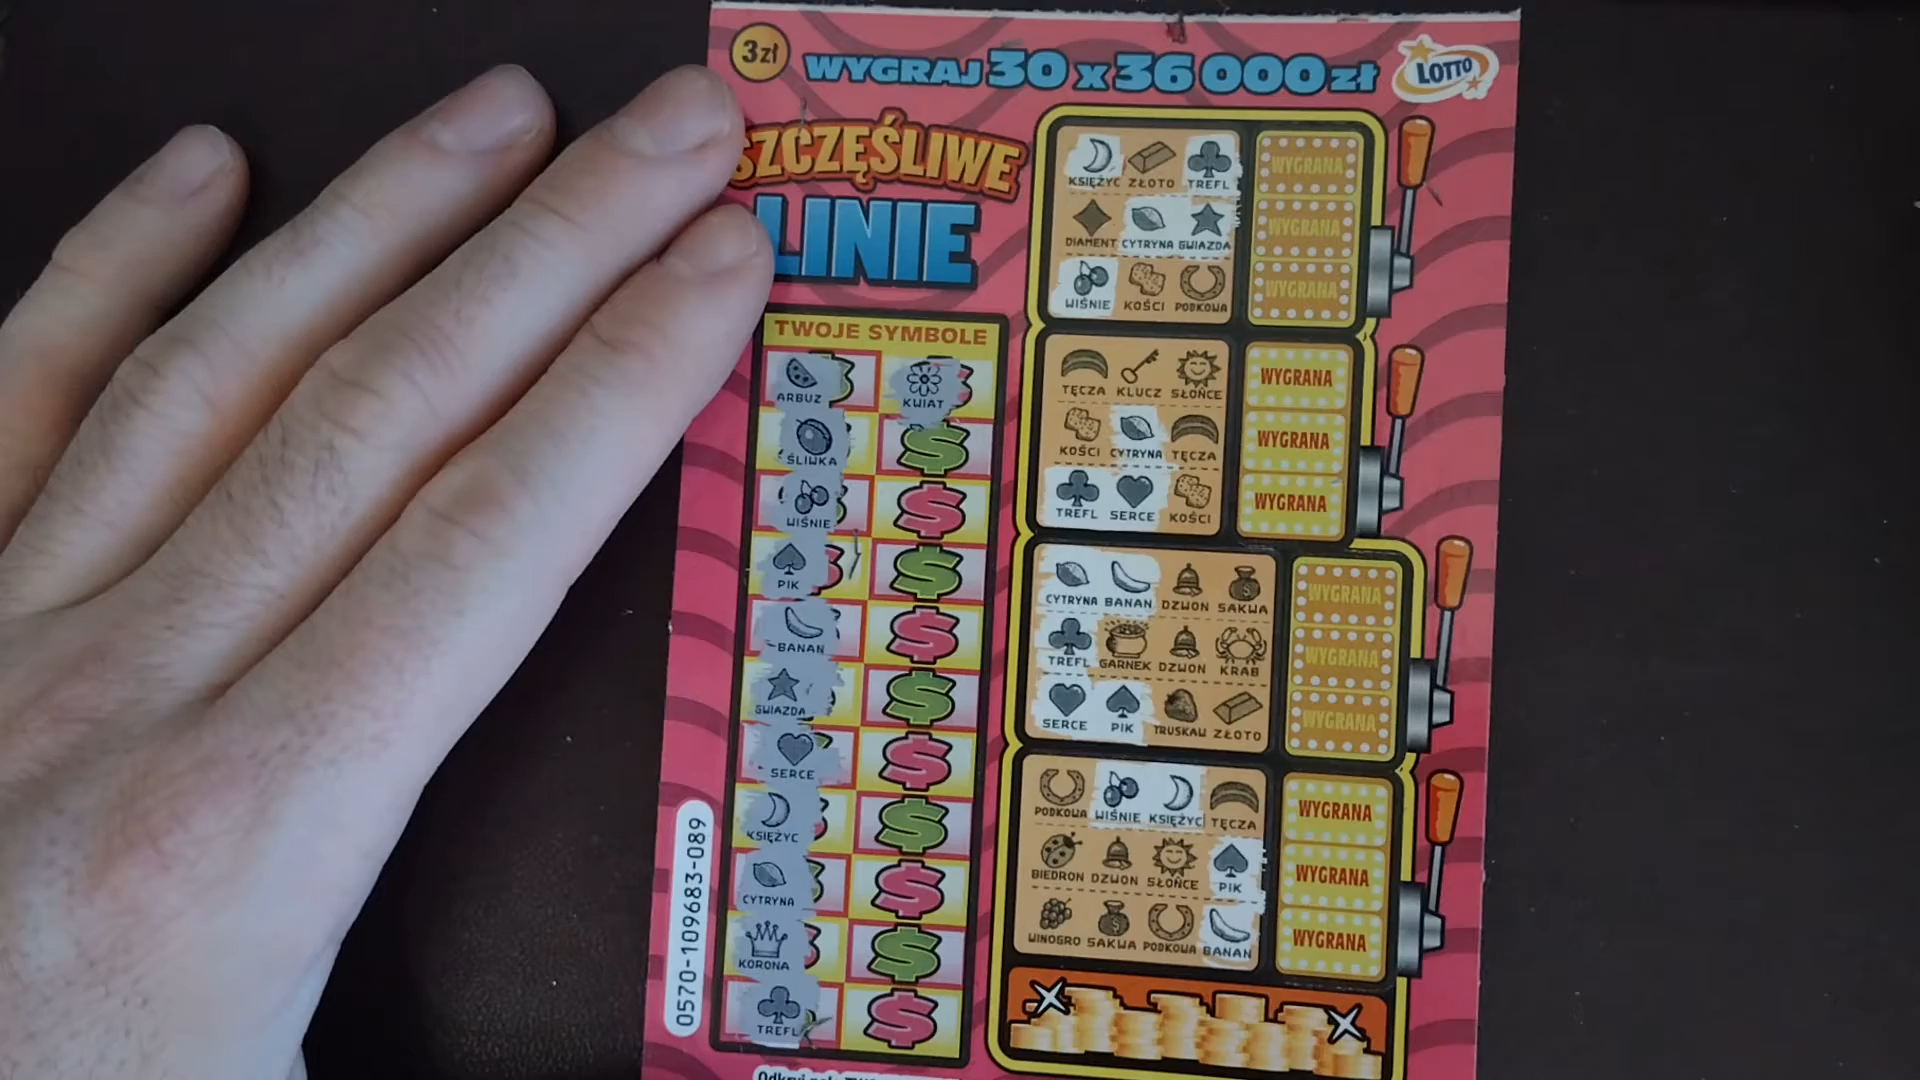 3 zł
WYGRAJ 30 x 36 000 zł
LOTTO
SZCZĘŚLIWE
LINIE
TWOJE SYMBOLE
ARBUZ KWIAT
ŚLIWKA
WIŚNIE
PIK
BANAN
GWIAZDA
SERCE
KSIĘŻYC
CYTRYNA
KORONA
TREFL
0570-109683-089
KSIĘŻYC ZŁOTO TREFL WYGRANA
DIAMENT CYTRYNA GWIAZDA WYGRANA
WIŚNIE KOŚCI PODKOWA WYGRANA
TĘCZA KLUCZ SŁOŃCE WYGRANA
KOŚCI CYTRYNA TĘCZA WYGRANA
TREFL SERCE KOŚCI WYGRANA
CYTRYNA BANAN DZWON SAKWA WYGRANA
TREFL GARNEK DZWON KRAB WYGRANA
SERCE PIK TRUSKAW ZŁOTO WYGRANA
PODKOWA WIŚNIE KSIĘŻYC TĘCZA WYGRANA
BIEDRON DZWON SŁOŃCE PIK WYGRANA
WINOGRO SAKWA PODKOWA BANAN WYGRANA